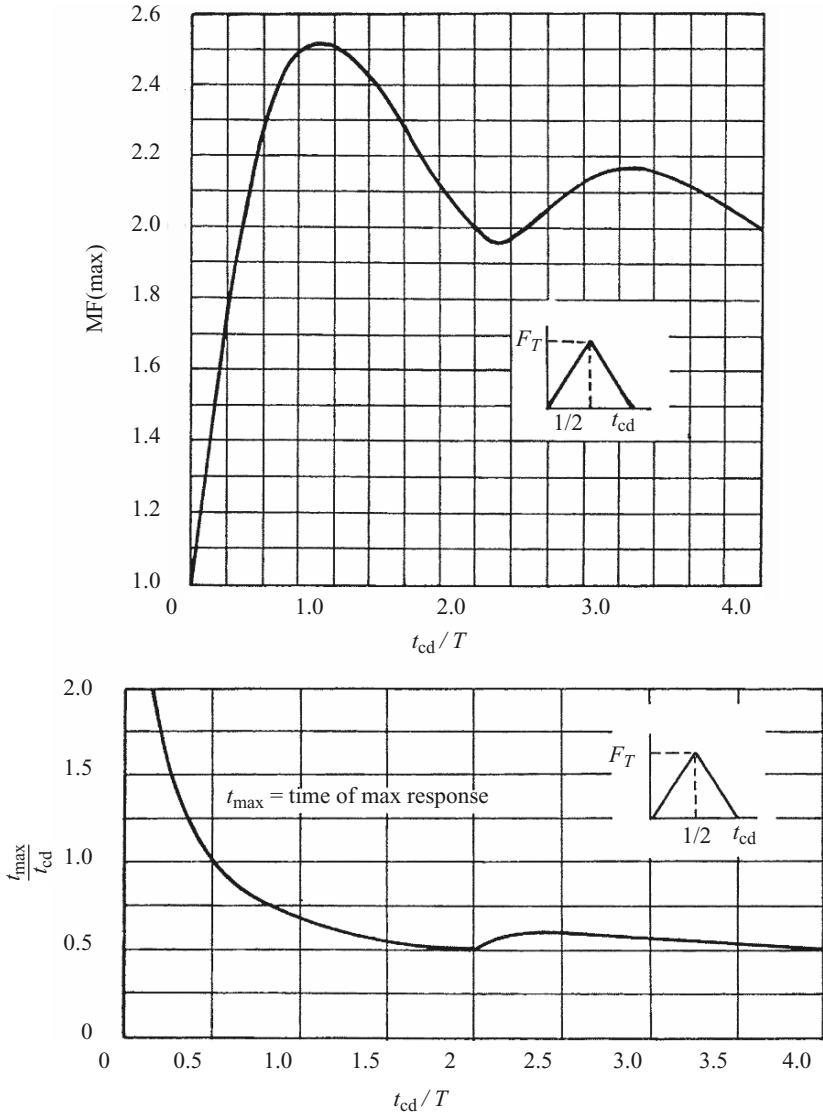 2.6
2.4
2.2
2.0
1.8
1.6
1.4
1.2
1.0
MF(max)
F_T
1/2 t_cd
0 1.0 2.0 3.0 4.0
t_cd / T
2.0
1.5
1.0
0.5
0
t_max
t_cd
t_max = time of max response
F_T
1/2 t_cd
0 0.5 1.0 1.5 2 2.5 3.0 3.5 4.0
t_cd / T